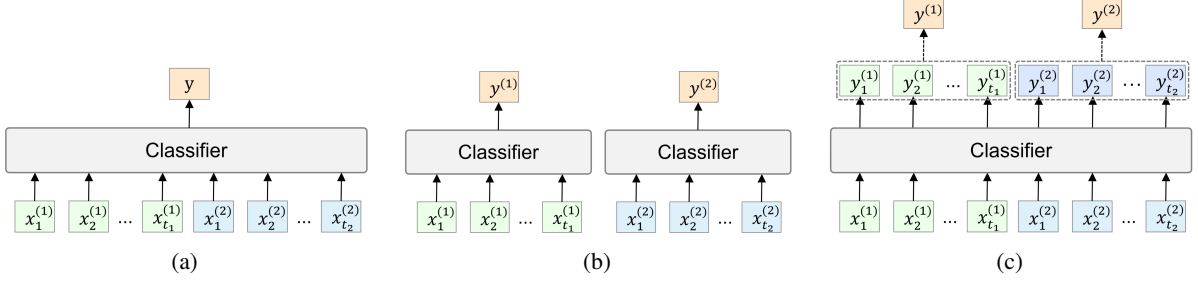 y
Classifier
x_1^{(1)} x_2^{(1)} ... x_{t_1}^{(1)} x_1^{(2)} x_2^{(2)} ... x_{t_2}^{(2)}
(a)
y^{(1)} y^{(2)}
Classifier Classifier
x_1^{(1)} x_2^{(1)} ... x_{t_1}^{(1)} x_1^{(2)} x_2^{(2)} ... x_{t_2}^{(2)}
(b)
y^{(1)} y^{(2)}
y_1^{(1)} y_2^{(1)} ... y_{t_1}^{(1)} y_1^{(2)} y_2^{(2)} ... y_{t_2}^{(2)}
Classifier
x_1^{(1)} x_2^{(1)} ... x_{t_1}^{(1)} x_1^{(2)} x_2^{(2)} ... x_{t_2}^{(2)}
(c)